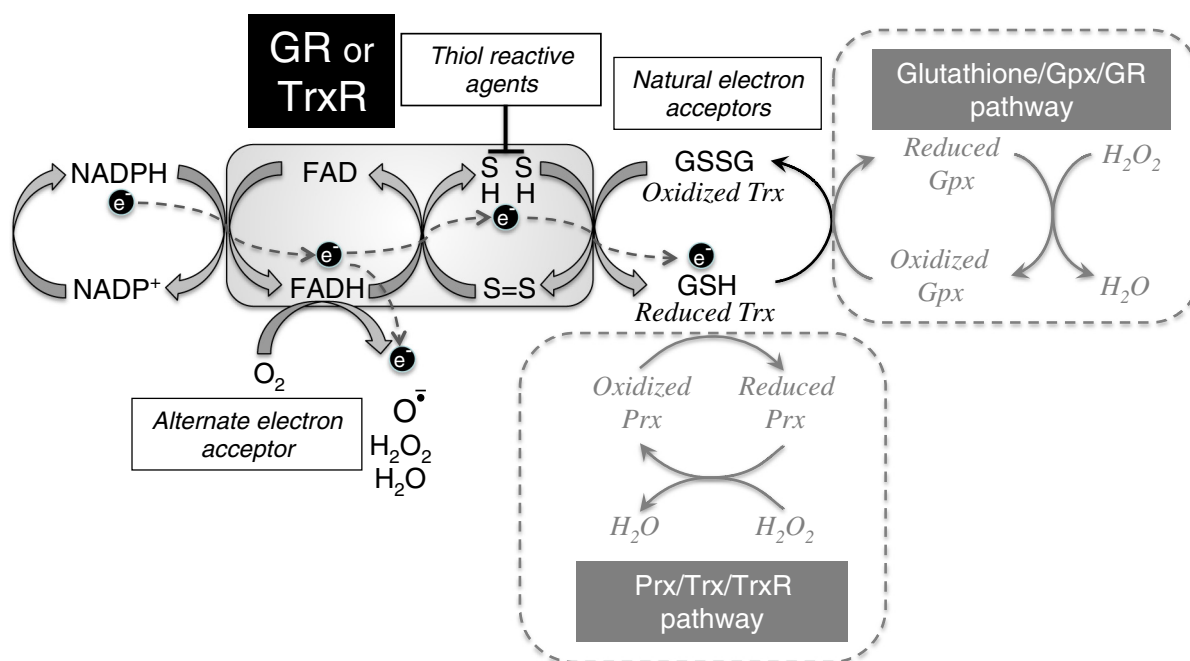 GR or
TrxR
Thiol reactive
agents
Natural electron
acceptors
Glutathione/Gpx/GR
pathway
NADPH
e⁻
FAD
S S
H H
e⁻
GSSG
Oxidized Trx
Reduced
Gpx
H₂O₂
e⁻
e⁻
NADP⁺
FADH
S=S
GSH
Reduced Trx
Oxidized
Gpx
H₂O
O₂
e⁻
Alternate electron
acceptor
O•̄
H₂O₂
H₂O
Oxidized
Prx
Reduced
Prx
H₂O
H₂O₂
Prx/Trx/TrxR
pathway